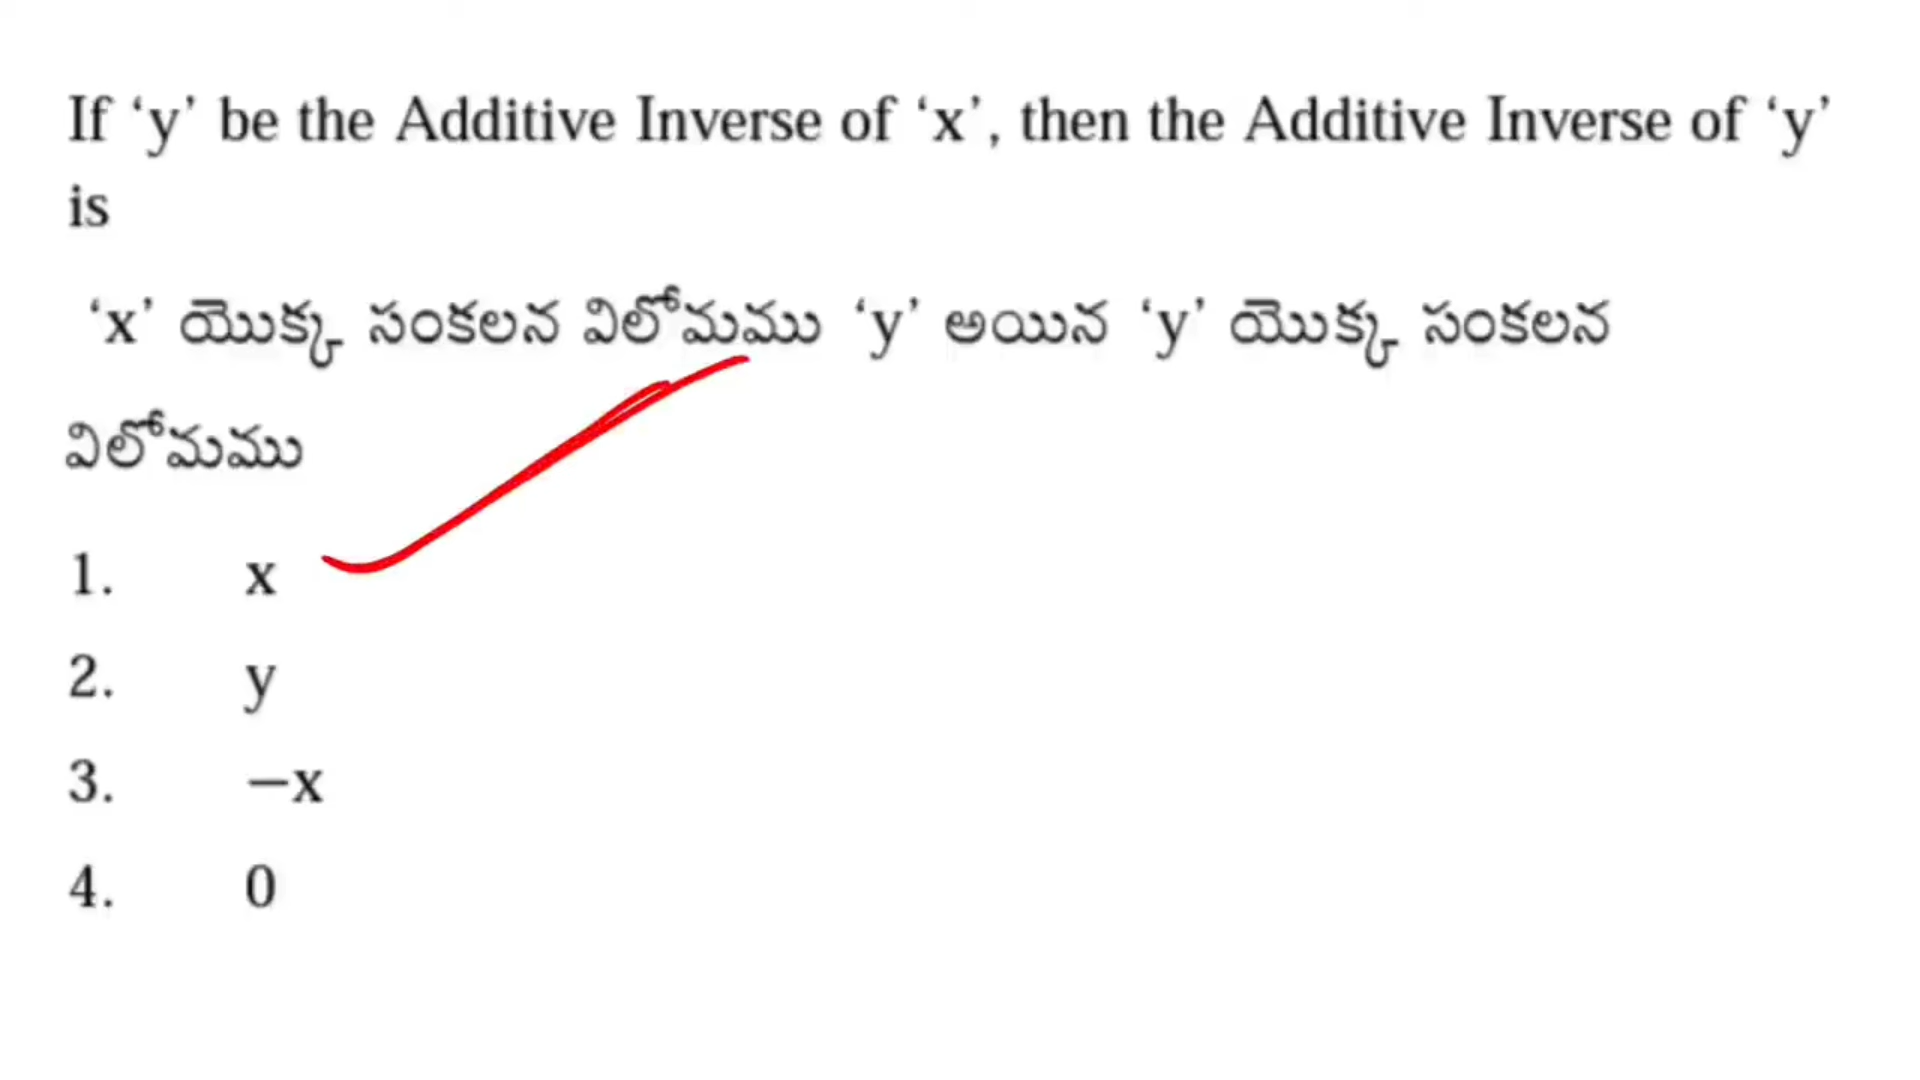 If ‘y’ be the Additive Inverse of ‘x’, then the Additive Inverse of ‘y’
is
‘x’ యొక్క సంకలన విలోమము ‘y’ అయిన ‘y’ యొక్క సంకలన
విలోమము
1. x
2. y
3. −x
4. 0